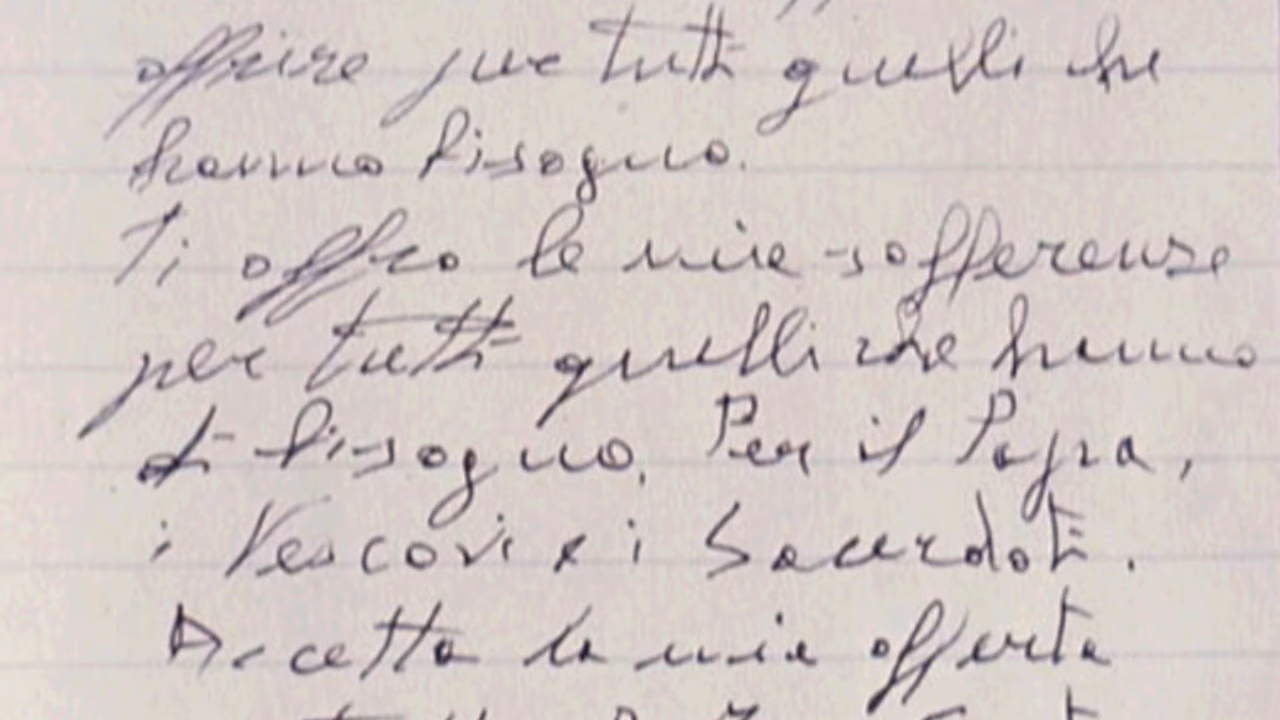 offrire per tutti quelli che
hanno bisogno.
Ti offro le mie sofferenze
per tutti quelli che hanno
di bisogno. Per il Papa,
i Vescovi e i Sacerdoti.
Accetta la mia offerta